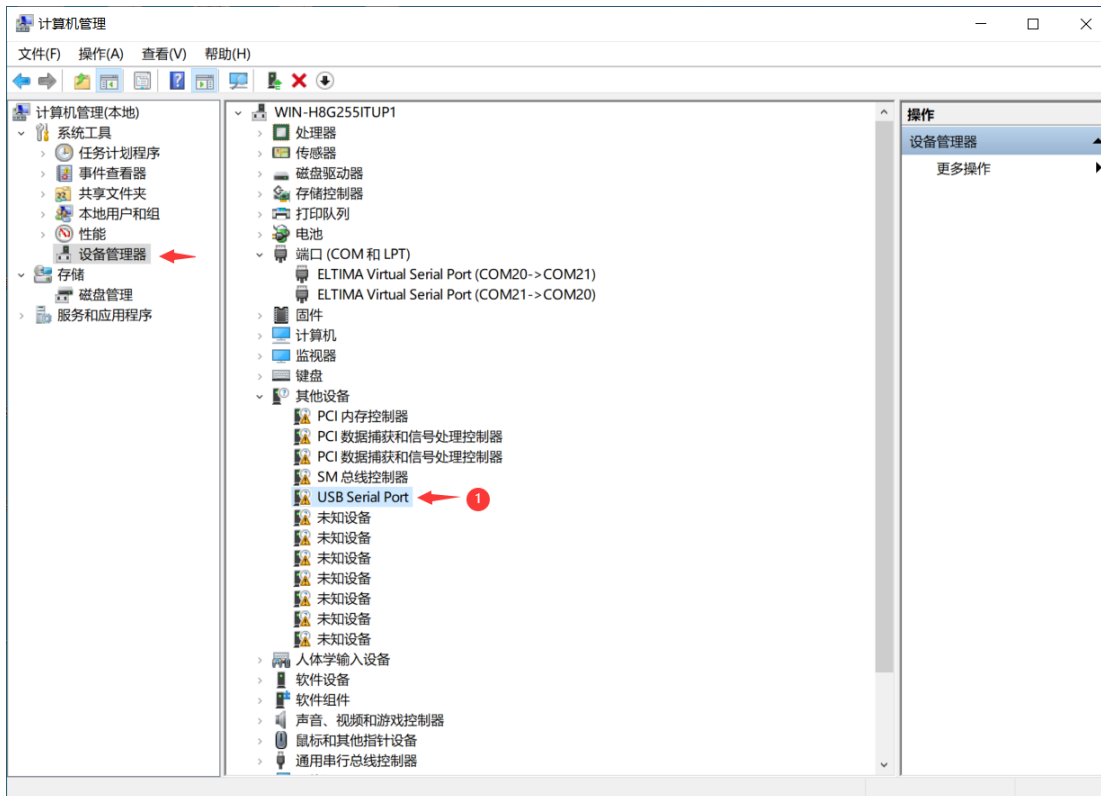 计算机管理
文件(F) 操作(A) 查看(V) 帮助(H)
计算机管理(本地)
系统工具
任务计划程序
事件查看器
共享文件夹
本地用户和组
性能
设备管理器
存储
磁盘管理
服务和应用程序
WIN-H8G255ITUP1
处理器
传感器
磁盘驱动器
存储控制器
打印队列
电池
端口 (COM 和 LPT)
ELTIMA Virtual Serial Port (COM20->COM21)
ELTIMA Virtual Serial Port (COM21->COM20)
固件
计算机
监视器
键盘
其他设备
PCI 内存控制器
PCI 数据捕获和信号处理控制器
PCI 数据捕获和信号处理控制器
SM 总线控制器
USB Serial Port
1
未知设备
未知设备
未知设备
未知设备
未知设备
未知设备
未知设备
人体学输入设备
软件设备
软件组件
声音、视频和游戏控制器
鼠标和其他指针设备
通用串行总线控制器
操作
设备管理器
更多操作